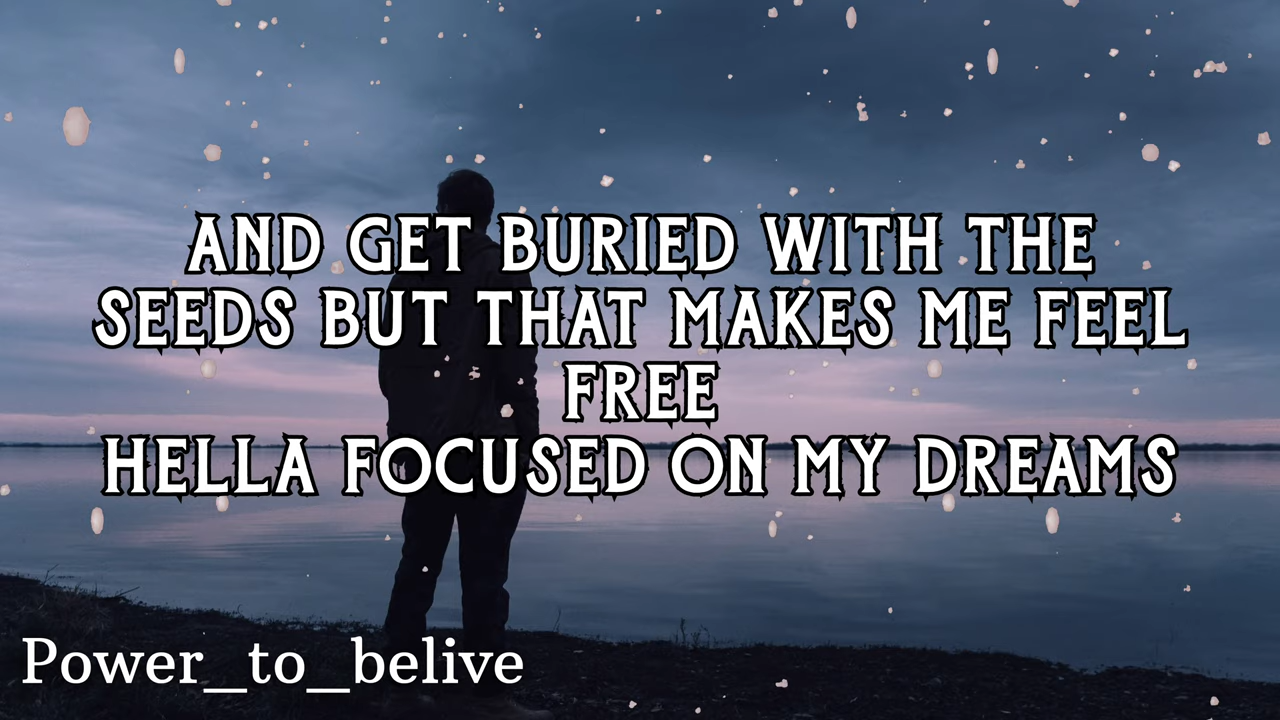 AND GET BURIED WITH THE
SEEDS BUT THAT MAKES ME FEEL
FREE
HELLA FOCUSED ON MY DREAMS
Power_to_belive